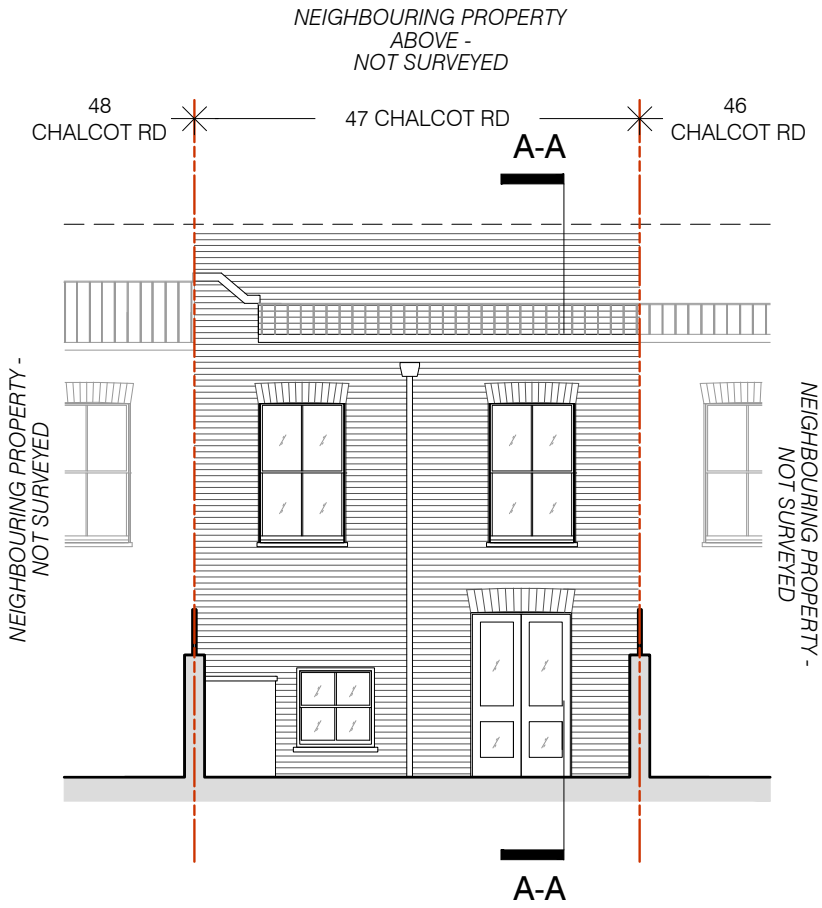 NEIGHBOURING PROPERTY
ABOVE -
NOT SURVEYED
48
CHALCOT RD
47 CHALCOT RD
46
CHALCOT RD
A-A
NEIGHBOURING PROPERTY -
NOT SURVEYED
NEIGHBOURING PROPERTY -
NOT SURVEYED
A-A